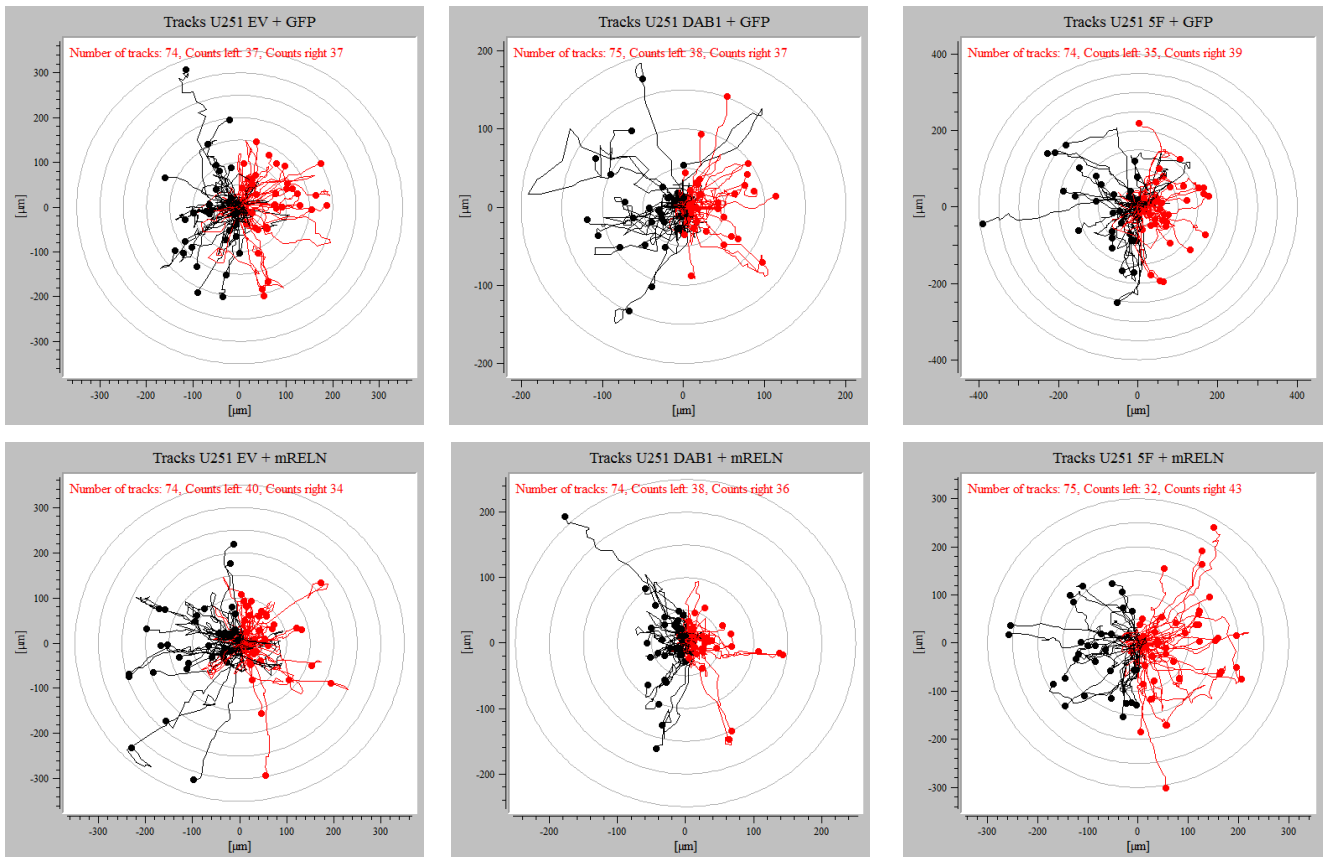 Tracks U251 EV + GFP
Number of tracks: 74, Counts left: 37, Counts right 37
300
200
100
0
-100
-200
-300
[µm]
-300 -200 -100 0 100 200 300
[µm]
Tracks U251 DAB1 + GFP
Number of tracks: 75, Counts left: 38, Counts right 37
200
100
0
-100
-200
[µm]
-200 -100 0 100 200
[µm]
Tracks U251 5F + GFP
Number of tracks: 74, Counts left: 35, Counts right 39
400
200
0
-200
-400
[µm]
-400 -200 0 200 400
[µm]
Tracks U251 EV + mRELN
Number of tracks: 74, Counts left: 40, Counts right 34
300
200
100
0
-100
-200
-300
[µm]
-300 -200 -100 0 100 200 300
[µm]
Tracks U251 DAB1 + mRELN
Number of tracks: 74, Counts left: 38, Counts right 36
200
100
0
-100
-200
[µm]
-200 -100 0 100 200
[µm]
Tracks U251 5F + mRELN
Number of tracks: 75, Counts left: 32, Counts right 43
300
200
100
0
-100
-200
-300
[µm]
-300 -200 -100 0 100 200 300
[µm]